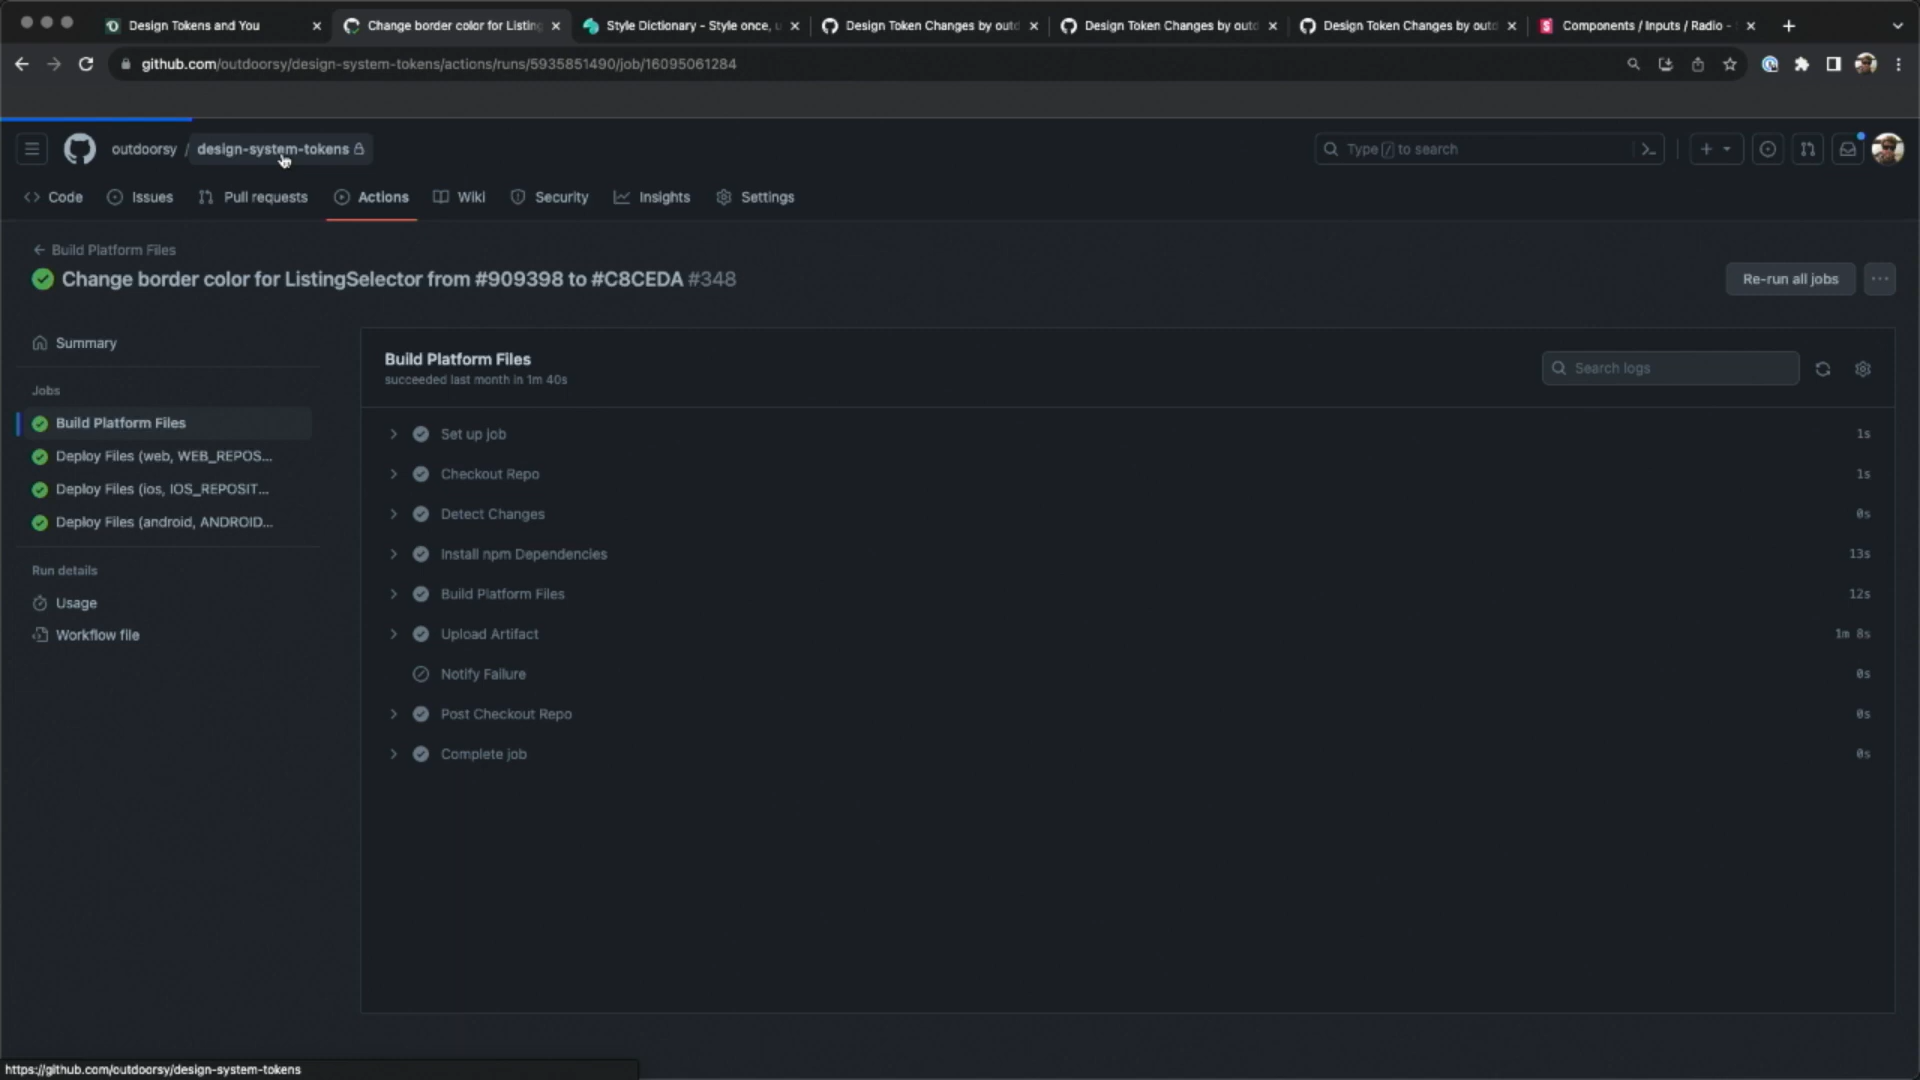 Design Tokens and You
Change border color for Listing
Style Dictionary - Style once, u
Design Token Changes by outd
Design Token Changes by outd
Design Token Changes by outd
Components / Inputs / Radio -
github.com/outdoorsy/design-system-tokens/actions/runs/5935851490/job/16095061284
outdoorsy / design-system-tokens
Type / to search
Code
Issues
Pull requests
Actions
Wiki
Security
Insights
Settings
Build Platform Files
Change border color for ListingSelector from #909398 to #C8CEDA #348
Re-run all jobs
Summary
Jobs
Build Platform Files
Deploy Files (web, WEB_REPOS...
Deploy Files (ios, IOS_REPOSIT...
Deploy Files (android, ANDROID...
Run details
Usage
Workflow file
Build Platform Files
succeeded last month in 1m 40s
Search logs
Set up job 1s
Checkout Repo 1s
Detect Changes 0s
Install npm Dependencies 13s
Build Platform Files 12s
Upload Artifact 1m 8s
Notify Failure 0s
Post Checkout Repo 0s
Complete job 0s
https://github.com/outdoorsy/design-system-tokens